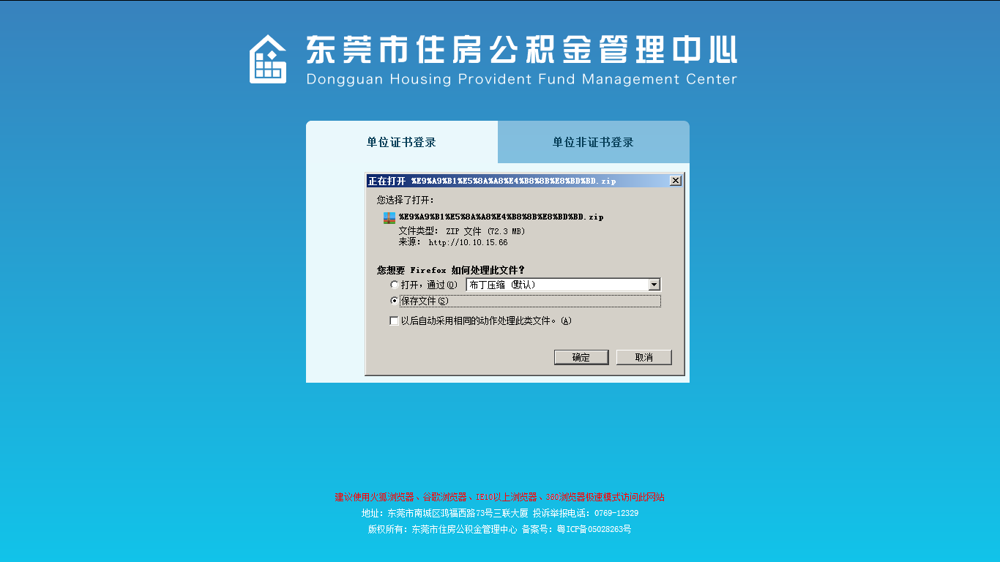 东莞市住房公积金管理中心
Dongguan Housing Provident Fund Management Center
单位证书登录
单位非证书登录
正在打开 %E9%A9%B1%E5%8A%A8%E4%B8%8B%E8%BD%BD.zip
您选择了打开：
%E9%A9%B1%E5%8A%A8%E4%B8%8B%E8%BD%BD.zip
文件类型： ZIP 文件 (72.3 MB)
来源： http://10.10.15.66
您想要 Firefox 如何处理此文件？
打开，通过(O) 布丁压缩 (默认)
保存文件(S)
以后自动采用相同的动作处理此类文件。(A)
确定 取消
建议使用火狐浏览器、谷歌浏览器、IE10以上浏览器、360浏览器极速模式访问此网站
地址：东莞市南城区鸿福西路73号三联大厦 投诉举报电话：0769-12329
版权所有：东莞市住房公积金管理中心 备案号：粤ICP备05028263号